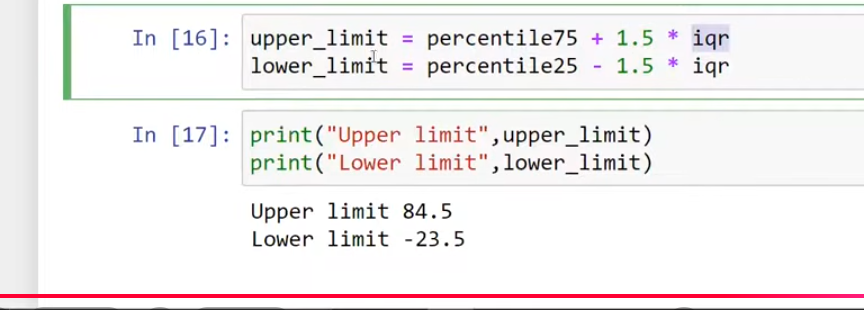 In [16]: upper_limit = percentile75 + 1.5 * iqr
lower_limit = percentile25 - 1.5 * iqr
In [17]: print("Upper limit",upper_limit)
print("Lower limit",lower_limit)
Upper limit 84.5
Lower limit -23.5